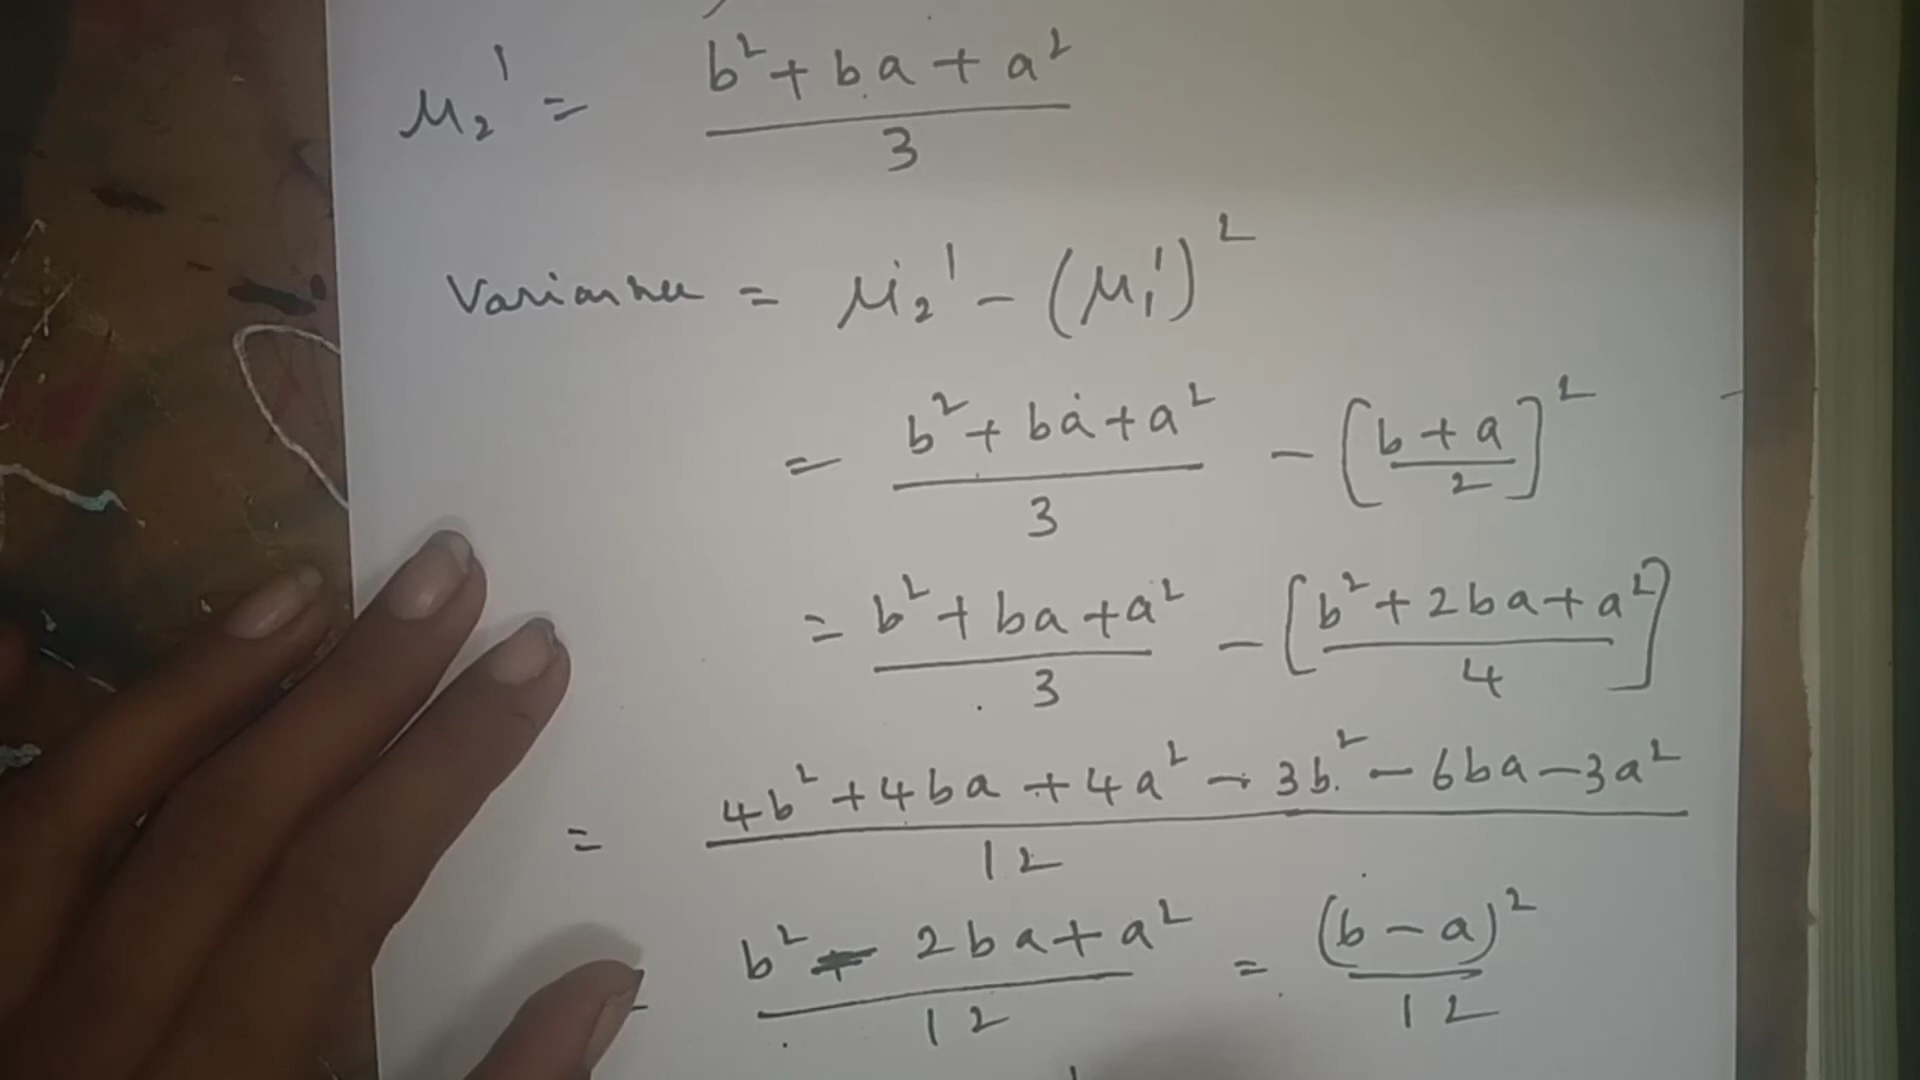 μ₂' = (b² + ba + a²)/3
Variance = μ₂' - (μ₁')²
= (b² + ba + a²)/3 - [(b + a)/2]²
= (b² + ba + a²)/3 - [(b² + 2ba + a²)/4]
= (4b² + 4ba + 4a² - 3b² - 6ba - 3a²)/12
(b² - 2ba + a²)/12 = (b - a)²/12